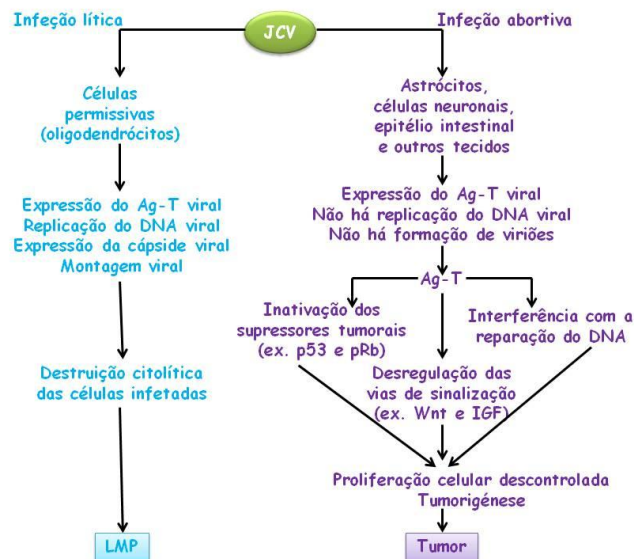 Infeção lítica
JCV
Infeção abortiva
Células
permissivas
(oligodendrócitos)
Expressão do Ag-T viral
Replicação do DNA viral
Expressão da cápside viral
Montagem viral
Destruição citolítica
das células infetadas
LMP
Astrócitos,
células neuronais,
epitélio intestinal
e outros tecidos
Expressão do Ag-T viral
Não há replicação do DNA viral
Não há formação de viriões
Ag-T
Inativação dos
supressores tumorais
(ex. p53 e pRb)
Desregulação das
vias de sinalização
(ex. Wnt e IGF)
Interferência com a
reparação do DNA
Proliferação celular descontrolada
Tumorigénese
Tumor